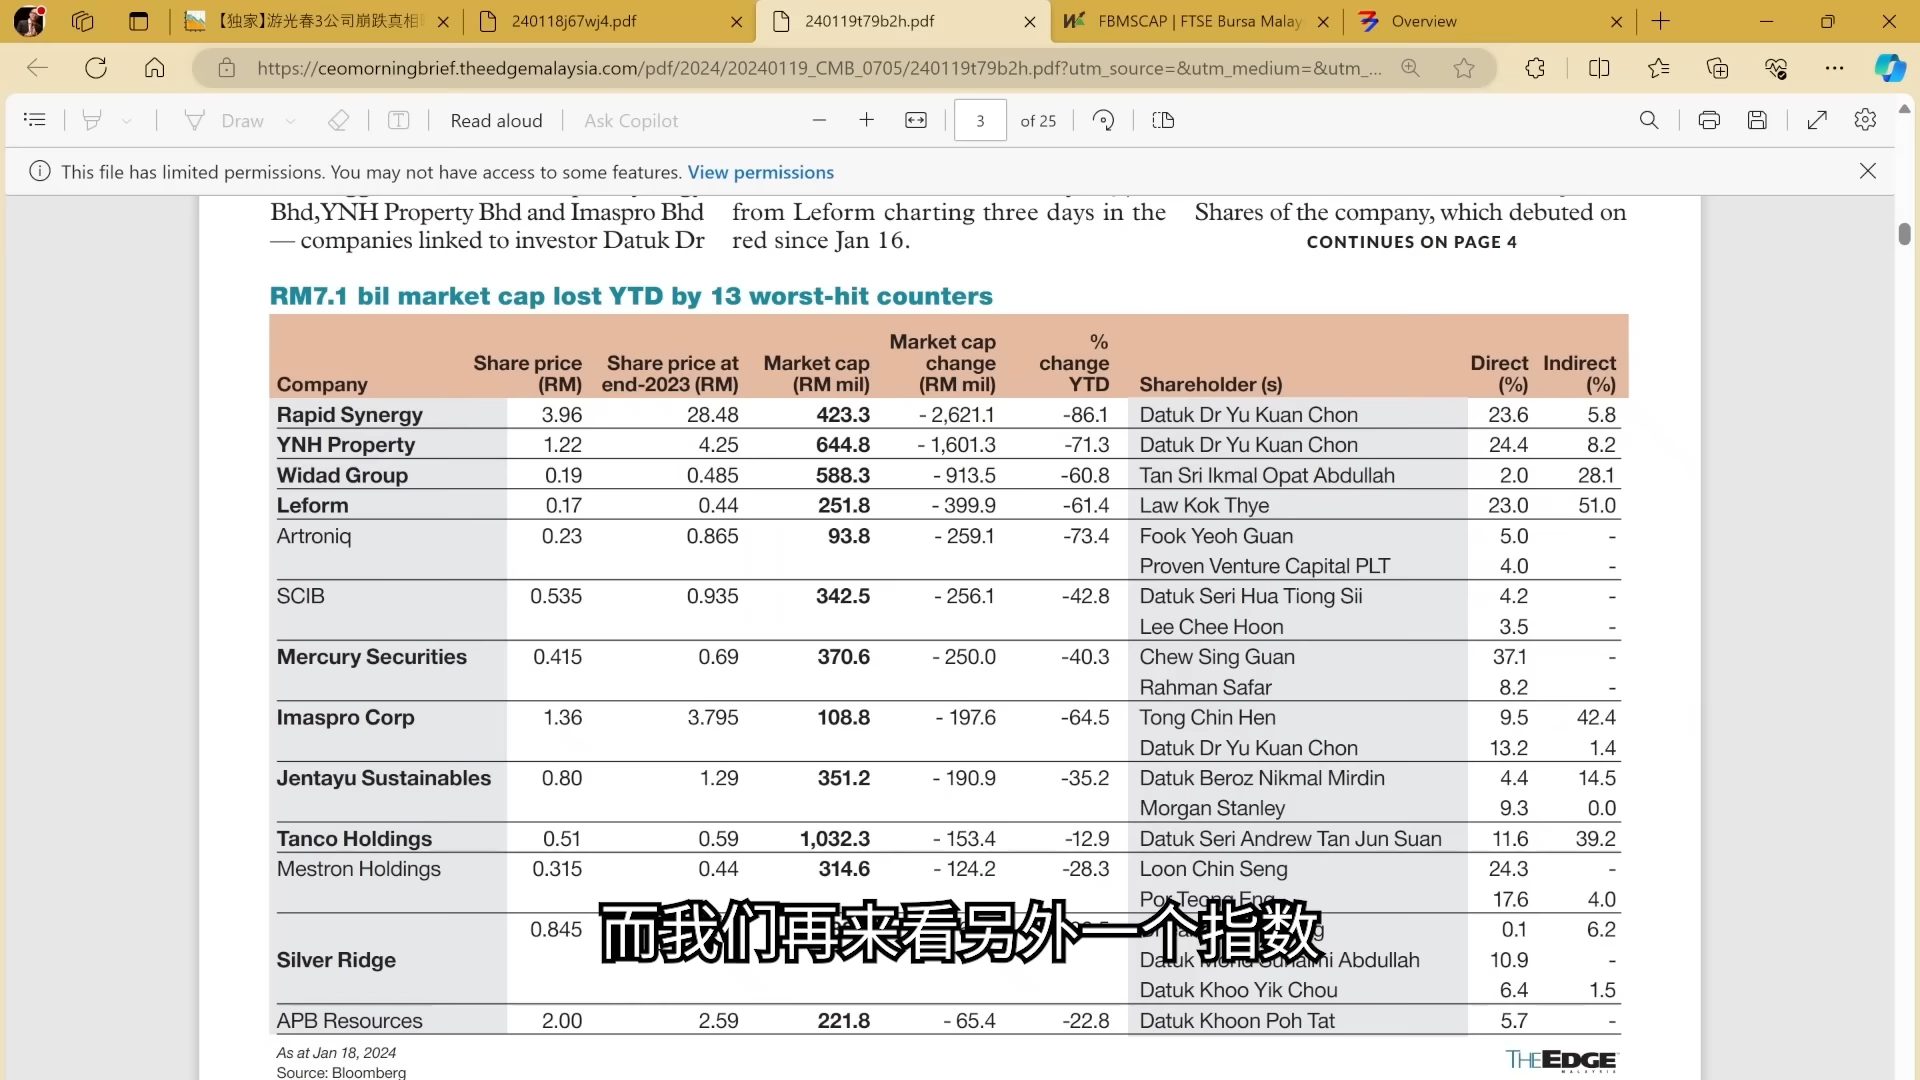 【独家】游光春3公司崩跌真相
240118j67wj4.pdf
240119t79b2h.pdf
FBMSCAP | FTSE Bursa Malay
Overview
https://ceomorningbrief.theedgemalaysia.com/pdf/2024/20240119_CMB_0705/240119t79b2h.pdf?utm_source=&utm_medium=&utm_...
Draw
Read aloud
Ask Copilot
3 of 25
This file has limited permissions. You may not have access to some features. View permissions
Bhd,YNH Property Bhd and Imaspro Bhd
— companies linked to investor Datuk Dr
from Leform charting three days in the
red since Jan 16.
Shares of the company, which debuted on
CONTINUES ON PAGE 4
RM7.1 bil market cap lost YTD by 13 worst-hit counters
Company Share price (RM) Share price at end-2023 (RM) Market cap (RM mil) Market cap change (RM mil) % change YTD Shareholder (s) Direct (%) Indirect (%)
Rapid Synergy 3.96 28.48 423.3 - 2,621.1 -86.1 Datuk Dr Yu Kuan Chon 23.6 5.8
YNH Property 1.22 4.25 644.8 - 1,601.3 -71.3 Datuk Dr Yu Kuan Chon 24.4 8.2
Widad Group 0.19 0.485 588.3 - 913.5 -60.8 Tan Sri Ikmal Opat Abdullah 2.0 28.1
Leform 0.17 0.44 251.8 - 399.9 -61.4 Law Kok Thye 23.0 51.0
Artroniq 0.23 0.865 93.8 - 259.1 -73.4 Fook Yeoh Guan 5.0 -
Proven Venture Capital PLT 4.0 -
SCIB 0.535 0.935 342.5 - 256.1 -42.8 Datuk Seri Hua Tiong Sii 4.2 -
Lee Chee Hoon 3.5 -
Mercury Securities 0.415 0.69 370.6 - 250.0 -40.3 Chew Sing Guan 37.1 -
Rahman Safar 8.2 -
Imaspro Corp 1.36 3.795 108.8 - 197.6 -64.5 Tong Chin Hen 9.5 42.4
Datuk Dr Yu Kuan Chon 13.2 1.4
Jentayu Sustainables 0.80 1.29 351.2 - 190.9 -35.2 Datuk Beroz Nikmal Mirdin 4.4 14.5
Morgan Stanley 9.3 0.0
Tanco Holdings 0.51 0.59 1,032.3 - 153.4 -12.9 Datuk Seri Andrew Tan Jun Suan 11.6 39.2
Mestron Holdings 0.315 0.44 314.6 - 124.2 -28.3 Loon Chin Seng 24.3 -
Por Teong Eng 17.6 4.0
0.845 0.1 6.2
而我们再来看另外一个指数
Silver Ridge Datuk Mohd Suhaimi Abdullah 10.9 -
Datuk Khoo Yik Chou 6.4 1.5
APB Resources 2.00 2.59 221.8 - 65.4 -22.8 Datuk Khoon Poh Tat 5.7 -
As at Jan 18, 2024
Source: Bloomberg
THE EDGE
MALAYSIA